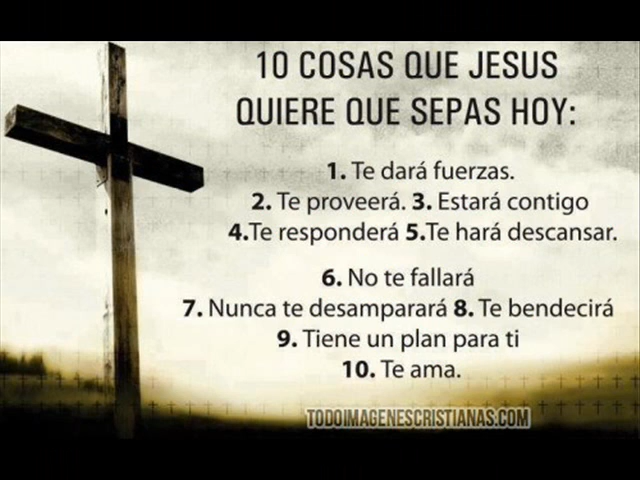 10 COSAS QUE JESUS
QUIERE QUE SEPAS HOY:
1. Te dará fuerzas.
2. Te proveerá. 3. Estará contigo
4.Te responderá 5.Te hará descansar.
6. No te fallará
7. Nunca te desamparará 8. Te bendecirá
9. Tiene un plan para ti
10. Te ama.
TODOIMAGENESCRISTIANAS.COM